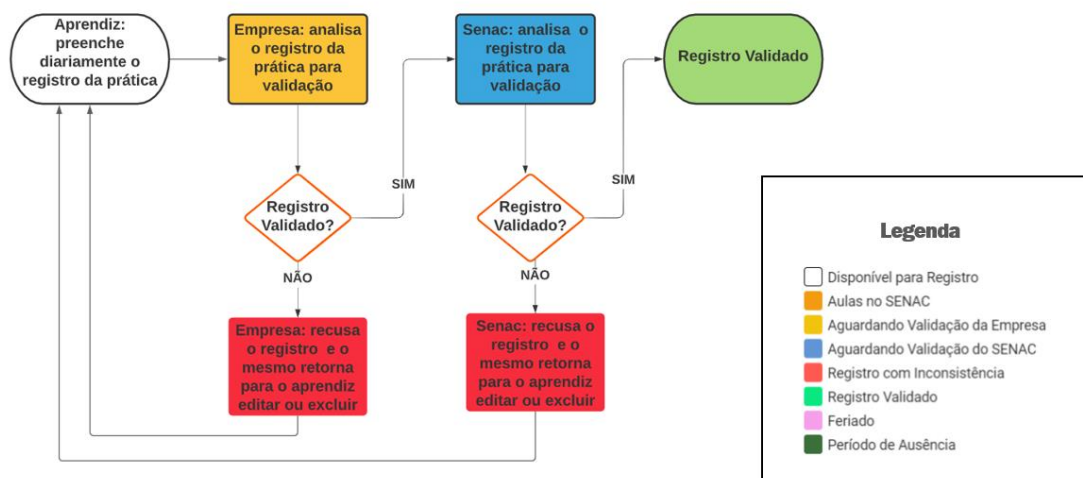 Aprendiz:
preenche
diariamente o
registro da prática
Empresa: analisa
o registro da
prática para
validação
Senac: analisa o
registro da
prática para
validação
Registro Validado
SIM
SIM
Registro
Validado?
Registro
Validado?
NÃO
NÃO
Empresa: recusa
o registro e o
mesmo retorna
para o aprendiz
editar ou excluir
Senac: recusa o
registro e o
mesmo retorna
para o aprendiz
editar ou excluir
Legenda
Disponível para Registro
Aulas no SENAC
Aguardando Validação da Empresa
Aguardando Validação do SENAC
Registro com Inconsistência
Registro Validado
Feriado
Período de Ausência